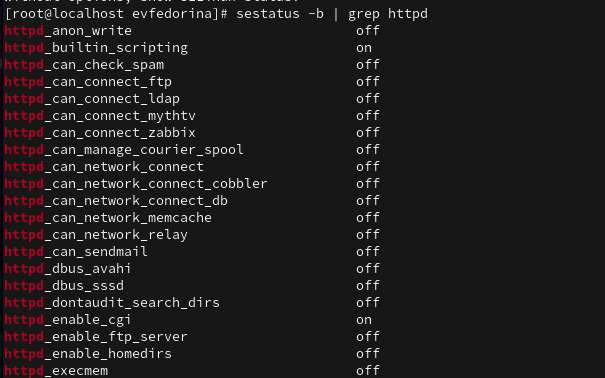 [root@localhost evfedorina]# sestatus -b | grep httpd
httpd_anon_write off
httpd_builtin_scripting on
httpd_can_check_spam off
httpd_can_connect_ftp off
httpd_can_connect_ldap off
httpd_can_connect_mythtv off
httpd_can_connect_zabbix off
httpd_can_manage_courier_spool off
httpd_can_network_connect off
httpd_can_network_connect_cobbler off
httpd_can_network_connect_db off
httpd_can_network_memcache off
httpd_can_network_relay off
httpd_can_sendmail off
httpd_dbus_avahi off
httpd_dbus_sssd off
httpd_dontaudit_search_dirs off
httpd_enable_cgi on
httpd_enable_ftp_server off
httpd_enable_homedirs off
httpd_execmem off